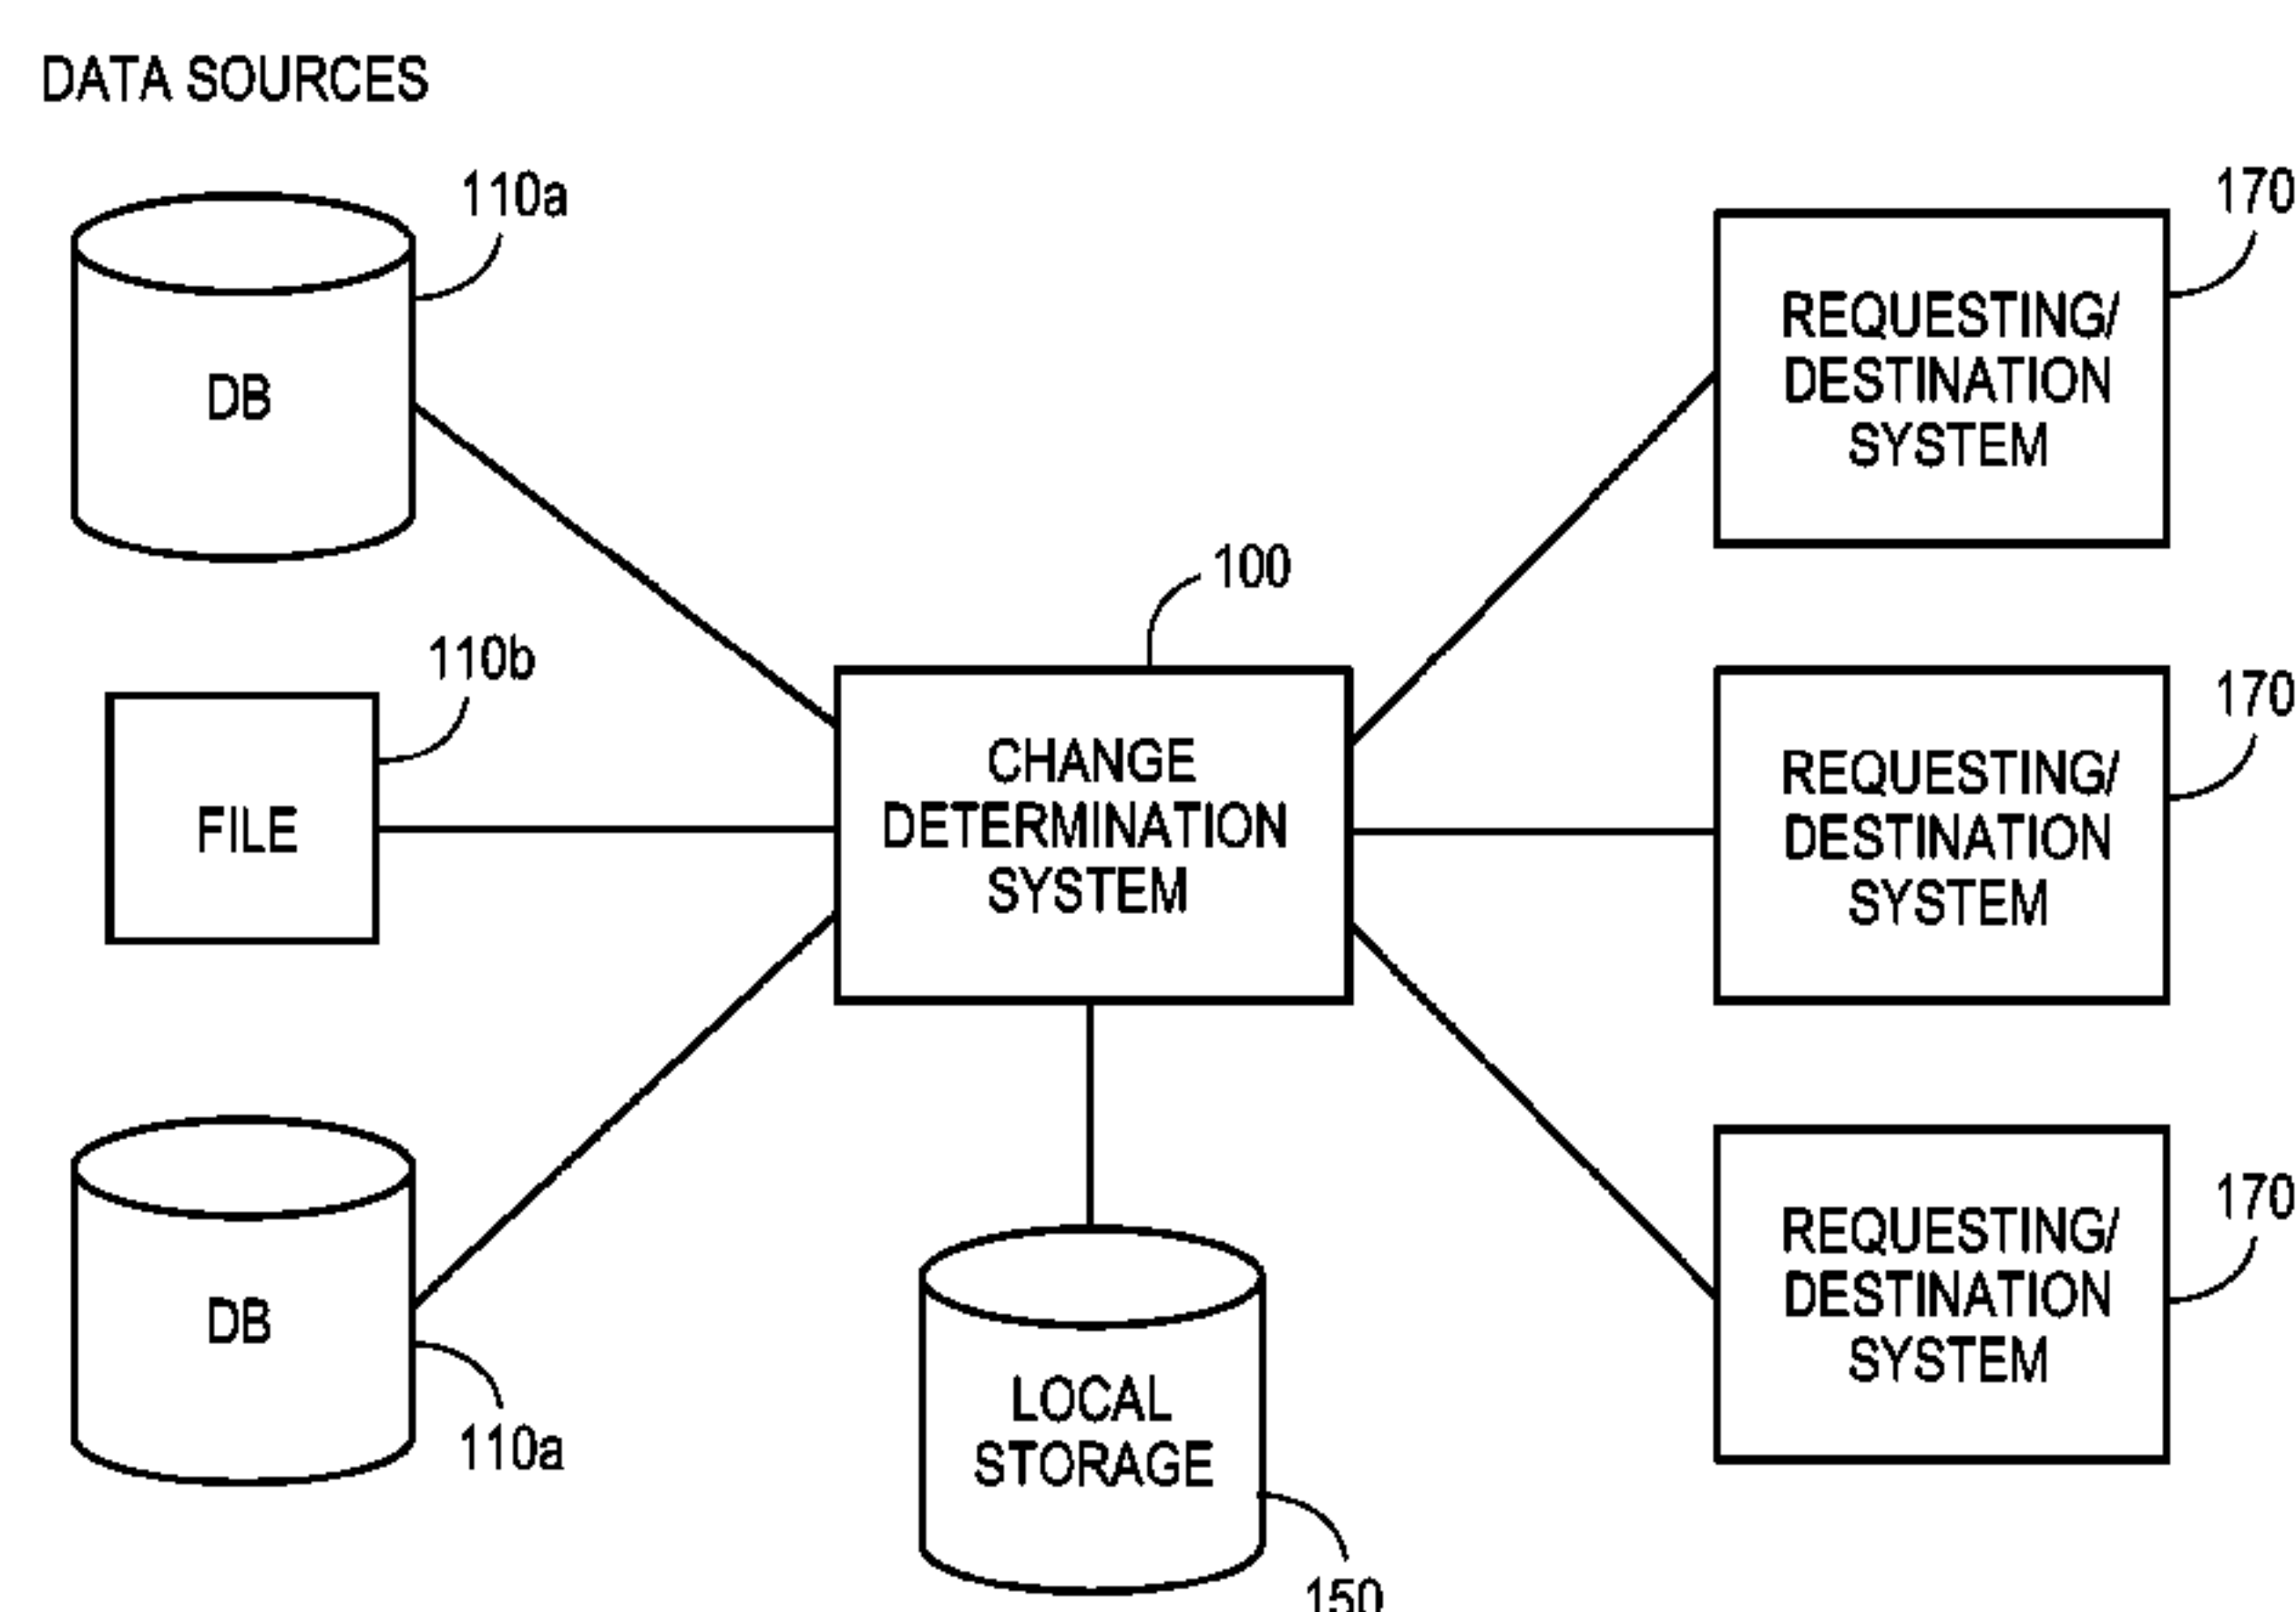 DATA SOURCES
110a
DB
110b
FILE
DB
110a
100
CHANGE
DETERMINATION
SYSTEM
LOCAL
STORAGE
150
170
REQUESTING/
DESTINATION
SYSTEM
170
REQUESTING/
DESTINATION
SYSTEM
170
REQUESTING/
DESTINATION
SYSTEM